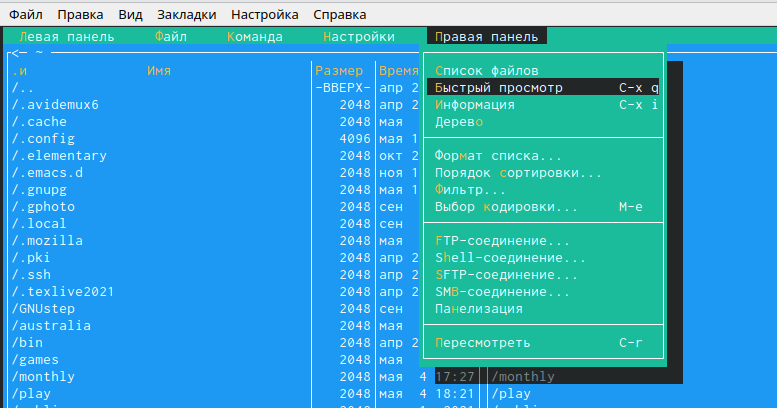 Файл Правка Вид Закладки Настройка Справка
Левая панель Файл Команда Настройки Правая панель
<─ ~
.и Имя Размер Время Список файлов
/.. -ВВЕРХ- апр 2 Быстрый просмотр C-x q
/.avidemux6 2048 апр 2 Информация C-x i
/.cache 2048 мая Дерево
/.config 4096 мая 1
/.elementary 2048 окт 2 Формат списка...
/.emacs.d 2048 ноя 1 Порядок сортировки...
/.gnupg 2048 мая 1 Фильтр...
/.gphoto 2048 сен Выбор кодировки... M-e
/.local 2048 сен
/.mozilla 2048 мая FTP-соединение...
/.pki 2048 апр 2 Shell-соединение...
/.ssh 2048 апр 2 SFTP-соединение...
/.texlive2021 2048 апр 2 SMB-соединение...
/GNUstep 2048 сен Панелизация
/australia 2048 мая
/bin 2048 апр 2 Пересмотреть C-r
/games 2048 мая
/monthly 2048 мая 4 17:27 /monthly
/play 2048 мая 4 18:21 /play